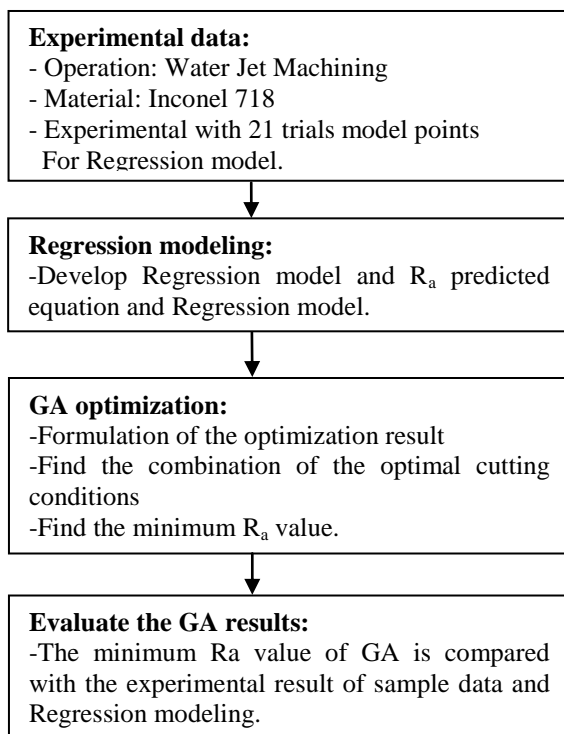 Experimental data:
- Operation: Water Jet Machining
- Material: Inconel 718
- Experimental with 21 trials model points
For Regression model.
Regression modeling:
-Develop Regression model and Ra predicted
equation and Regression model.
GA optimization:
-Formulation of the optimization result
-Find the combination of the optimal cutting
conditions
-Find the minimum Ra value.
Evaluate the GA results:
-The minimum Ra value of GA is compared
with the experimental result of sample data and
Regression modeling.